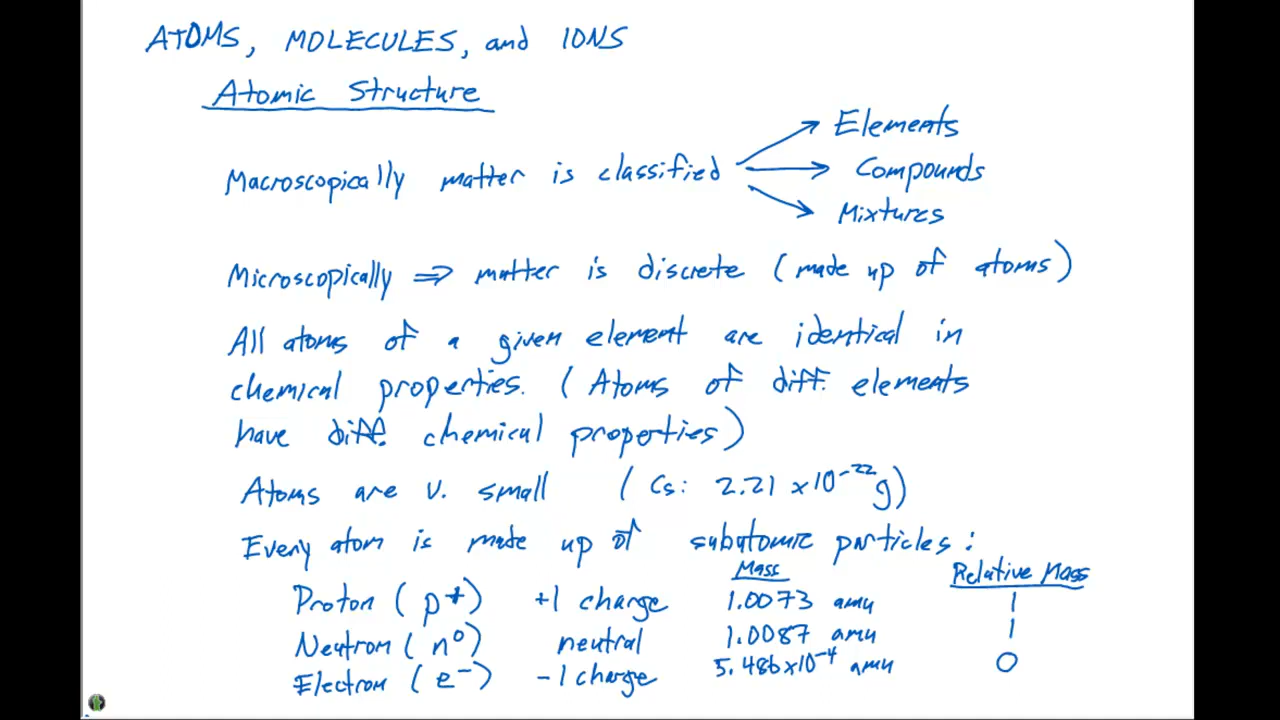 ATOMS, MOLECULES, and IONS
Atomic Structure
Elements
Macroscopically matter is classified
Compounds
Mixtures
Microscopically ⇒ matter is discrete (made up of atoms)
All atoms of a given element are identical in
chemical properties. (Atoms of diff. elements
have diff. chemical properties)
Atoms are v. small (Cs: 2.21 x10⁻²² g)
Every atom is made up of subatomic particles:
Mass Relative Mass
Proton (p⁺) +1 charge 1.0073 amu 1
Neutron (n⁰) neutral 1.0087 amu 1
Electron (e⁻) -1 charge 5.486x10⁻⁴ amu 0